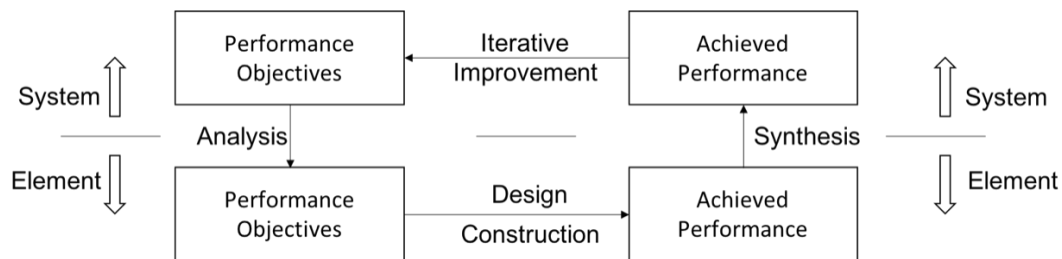 Performance
Objectives
Iterative
Improvement
Achieved
Performance
System
System
Analysis
Synthesis
Element
Element
Performance
Objectives
Design
Construction
Achieved
Performance